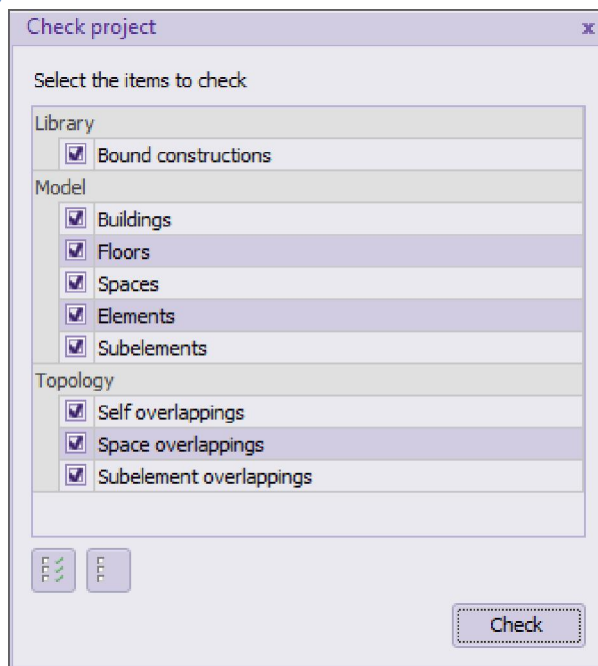 Check project
Select the items to check
Library
Bound constructions
Model
Buildings
Floors
Spaces
Elements
Subelements
Topology
Self overlappings
Space overlappings
Subelement overlappings
Check